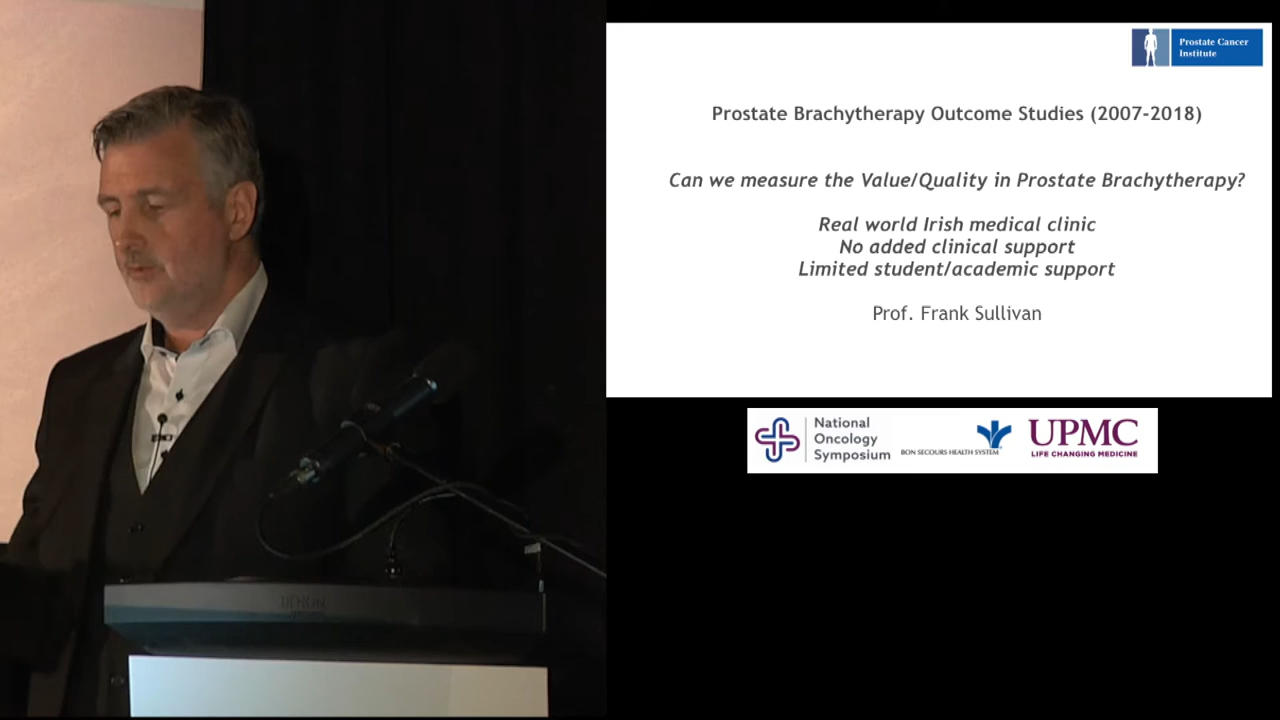 Prostate Cancer
Institute
Prostate Brachytherapy Outcome Studies (2007-2018)
Can we measure the Value/Quality in Prostate Brachytherapy?
Real world Irish medical clinic
No added clinical support
Limited student/academic support
Prof. Frank Sullivan
National
Oncology
Symposium
BON SECOURS HEALTH SYSTEM
UPMC
LIFE CHANGING MEDICINE